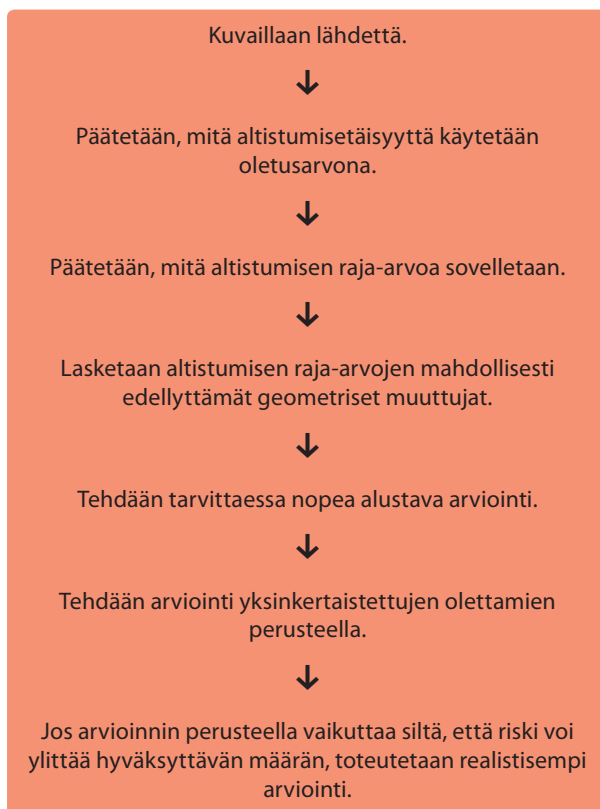 Kuvaillaan lähdettä.
Päätetään, mitä altistumisetäisyyttä käytetään
oletusarvona.
Päätetään, mitä altistumisen raja-arvoa sovelletaan.
Lasketaan altistumisen raja-arvojen mahdollisesti
edellyttämät geometriset muuttujat.
Tehdään tarvittaessa nopea alustava arviointi.
Tehdään arviointi yksinkertaistettujen olettamien
perusteella.
Jos arvioinnin perusteella vaikuttaa siltä, että riski voi
ylittää hyväksyttävän määrän, toteutetaan realistisempi
arviointi.